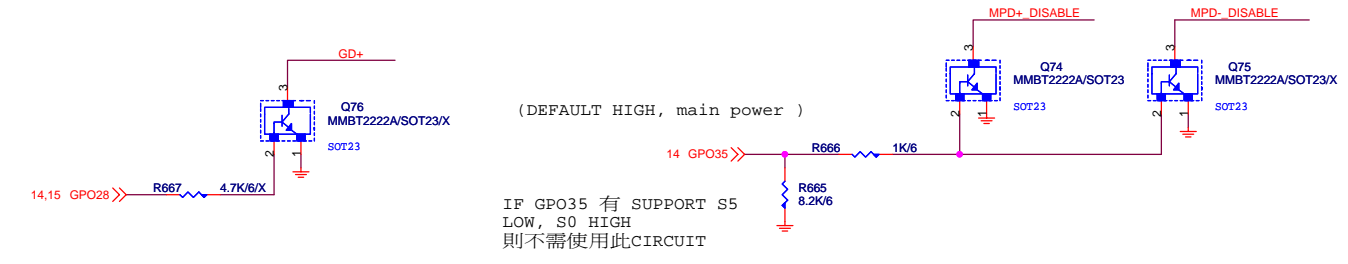 GD+
3
Q76
MMBT2222A/SOT23/X
SOT23
2
1
14,15 GPO28
R667
4.7K/6/X
(DEFAULT HIGH, main power )
MPD+_DISABLE
3
Q74
MMBT2222A/SOT23
SOT23
2
1
MPD-_DISABLE
3
Q75
MMBT2222A/SOT23/X
SOT23
2
1
14 GPO35
R666
1K/6
R665
8.2K/6
IF GPO35 有 SUPPORT S5
LOW, S0 HIGH
則不需使用此CIRCUIT